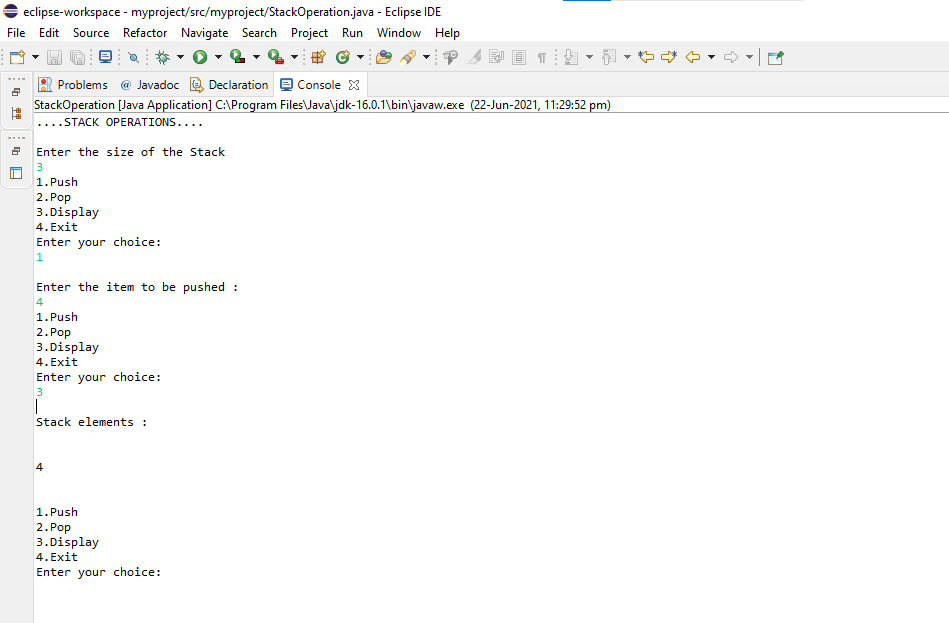 eclipse-workspace - myproject/src/myproject/StackOperation.java - Eclipse IDE
File Edit Source Refactor Navigate Search Project Run Window Help
Problems @ Javadoc Declaration Console
StackOperation [Java Application] C:\Program Files\Java\jdk-16.0.1\bin\javaw.exe (22-Jun-2021, 11:29:52 pm)
....STACK OPERATIONS....
Enter the size of the Stack
3
1.Push
2.Pop
3.Display
4.Exit
Enter your choice:
1
Enter the item to be pushed :
4
1.Push
2.Pop
3.Display
4.Exit
Enter your choice:
3
Stack elements :
4
1.Push
2.Pop
3.Display
4.Exit
Enter your choice: